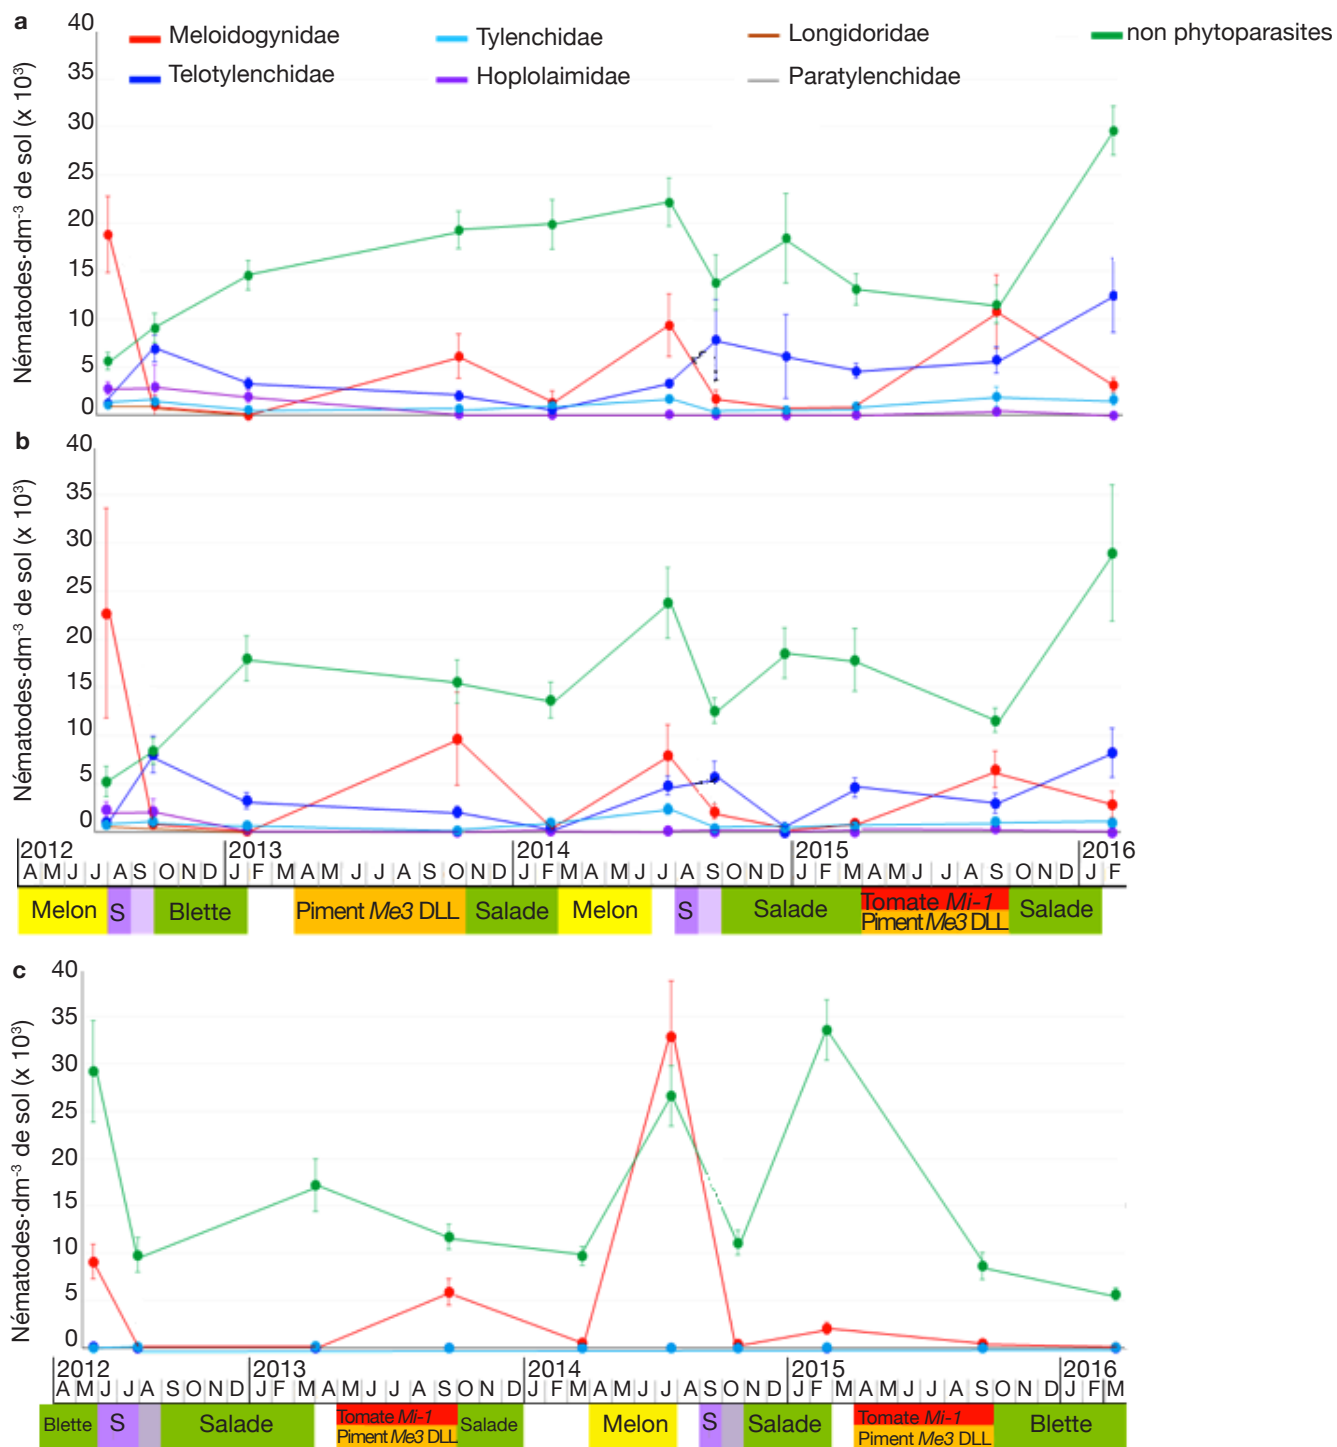 a
Meloidogynidae Tylenchidae Longidoridae non phytoparasites
Telotylenchidae Hoplolaimidae Paratylenchidae
Nématodes·dm⁻³ de sol (x 10³)
40
35
30
25
20
15
10
5
0
b
Nématodes·dm⁻³ de sol (x 10³)
40
35
30
25
20
15
10
5
0
2012 2013 2014 2015 2016
A M J J A S O N D J F M A M J J A S O N D J F M A M J J A S O N D J F M A M J J A S O N D J F
Melon S Blette Piment Me3 DLL Salade Melon S Salade Tomate Mi-1 Salade
Piment Me3 DLL
c
Nématodes·dm⁻³ de sol (x 10³)
40
35
30
25
20
15
10
5
0
2012 2013 2014 2015 2016
A M J J A S O N D J F M A M J J A S O N D J F M A M J J A S O N D J F M A M J J A S O N D J F M
Blette S Salade Tomate Mi-1 Salade Melon S Salade Tomate Mi-1 Blette
Piment Me3 DLL Piment Me3 DLL